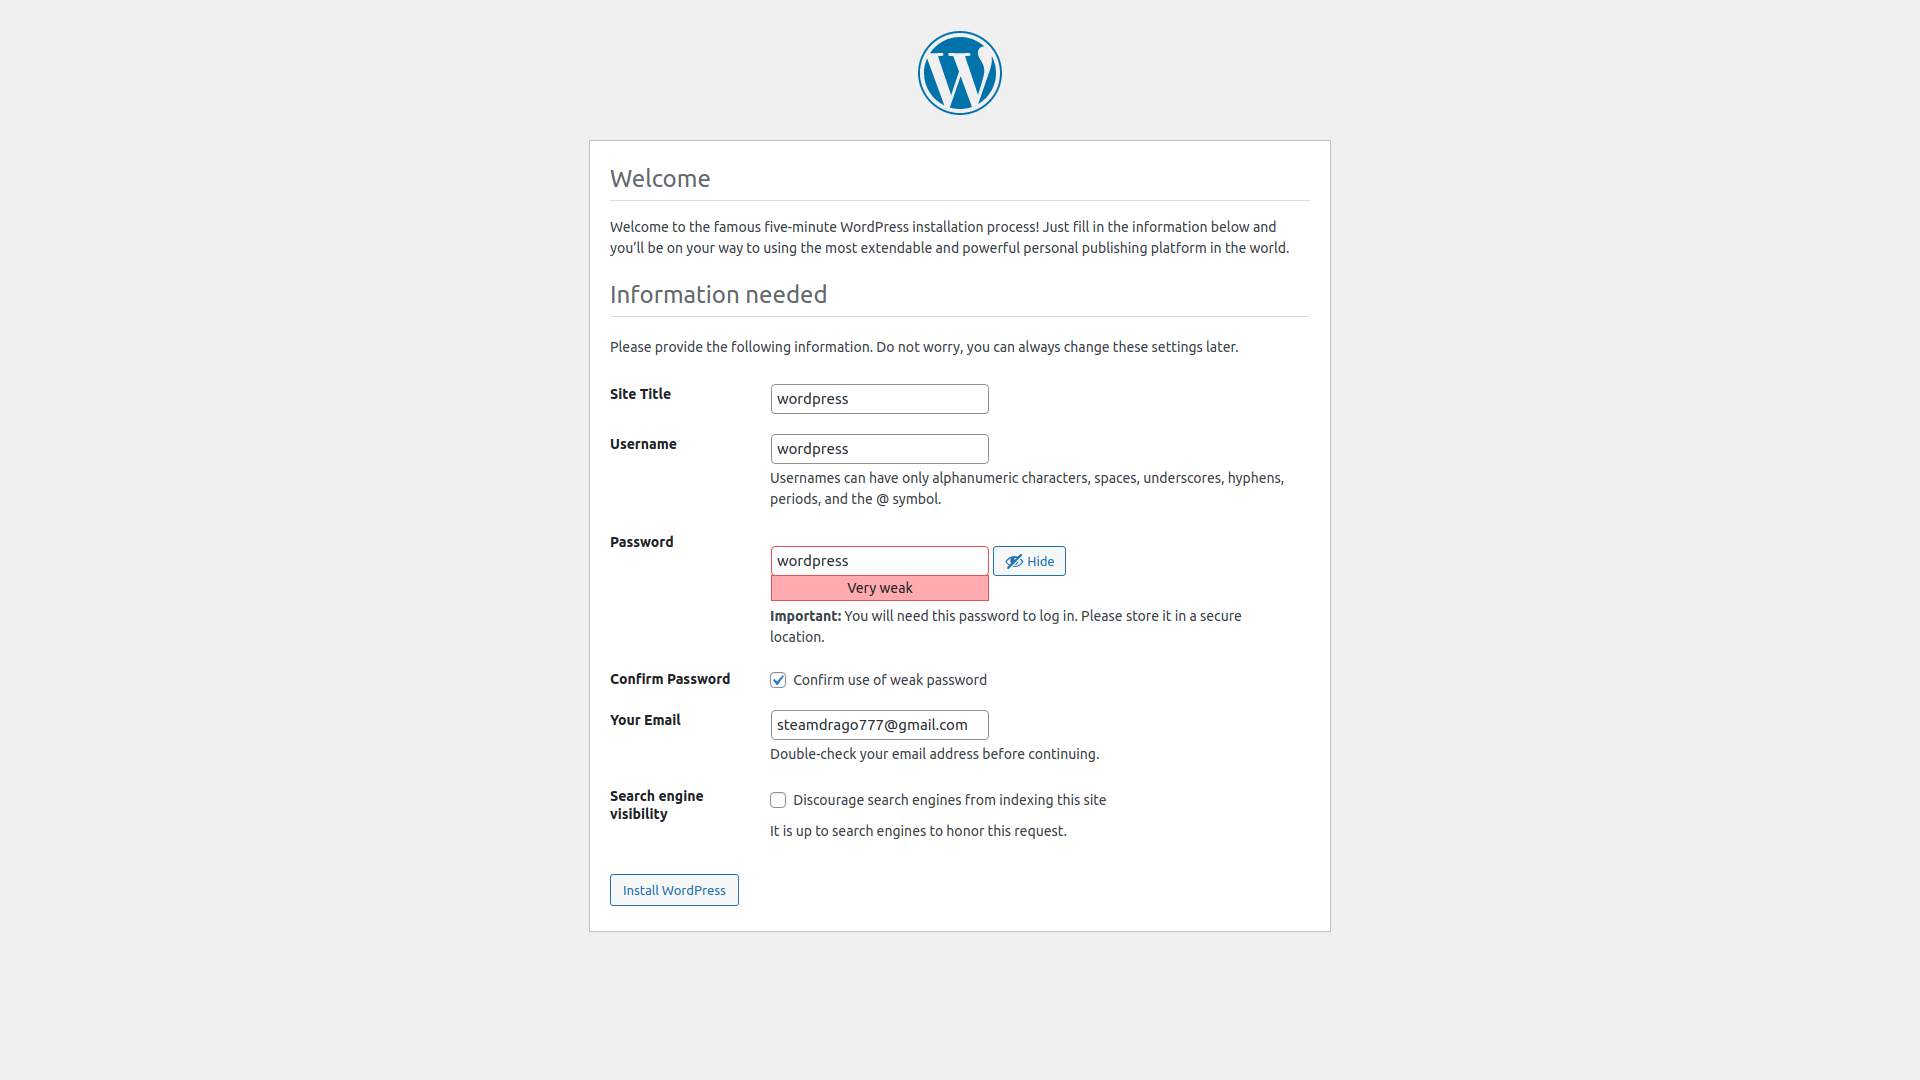 Welcome
Welcome to the famous five-minute WordPress installation process! Just fill in the information below and
you’ll be on your way to using the most extendable and powerful personal publishing platform in the world.
Information needed
Please provide the following information. Do not worry, you can always change these settings later.
Site Title
wordpress
Username
wordpress
Usernames can have only alphanumeric characters, spaces, underscores, hyphens,
periods, and the @ symbol.
Password
wordpress
Hide
Very weak
Important: You will need this password to log in. Please store it in a secure
location.
Confirm Password
Confirm use of weak password
Your Email
steamdrago777@gmail.com
Double-check your email address before continuing.
Search engine
visibility
Discourage search engines from indexing this site
It is up to search engines to honor this request.
Install WordPress